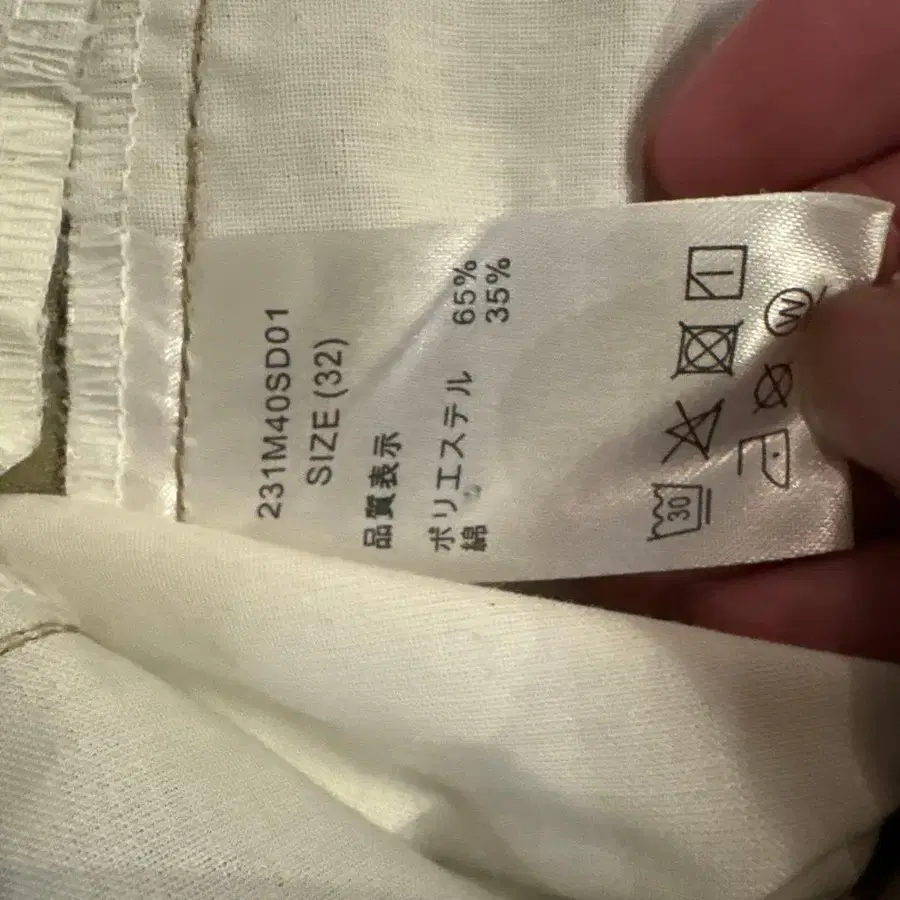 231M40SD01
SIZE (32)
品質表示
ポリエステル 65%
綿 35%
30
W